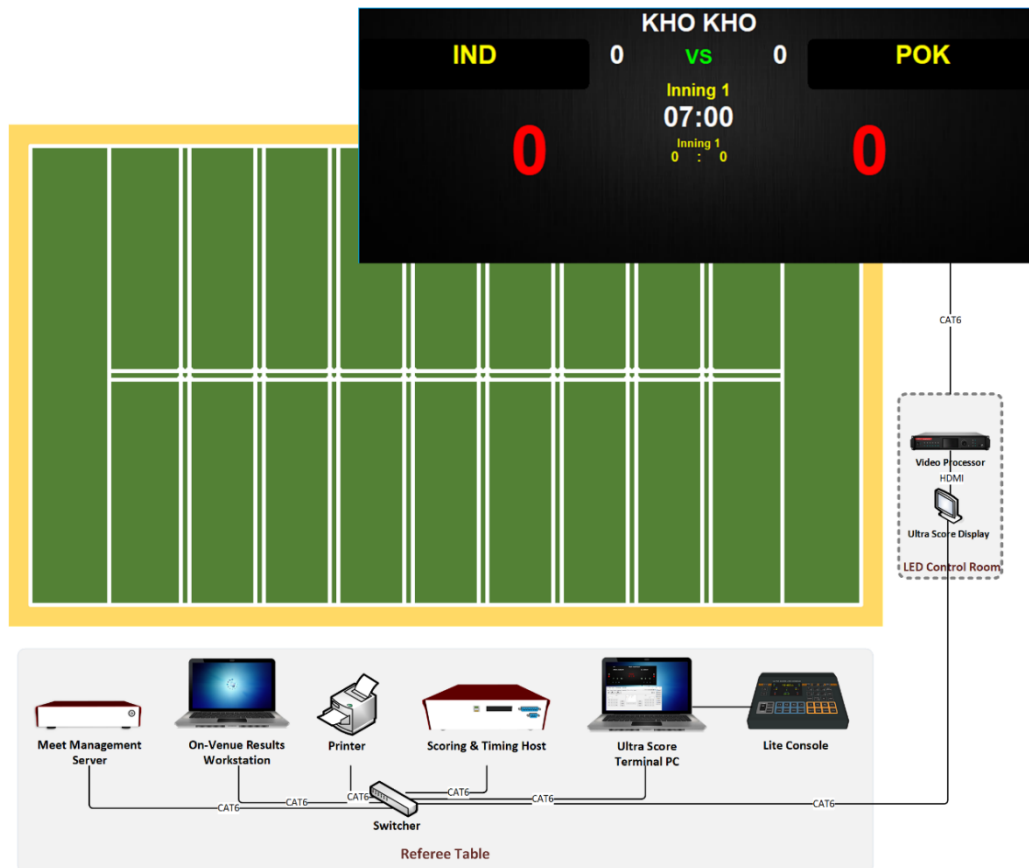 KHO KHO
IND 0 VS 0 POK
Inning 1
07:00
0 0
Inning 1
0 : 0
CAT6
Video Processor
HDMI
Ultra Score Display
LED Control Room
Meet Management
Server
On-Venue Results
Workstation
Printer
Scoring & Timing Host
Ultra Score
Terminal PC
Lite Console
CAT6
CAT6
CAT6
CAT6
CAT6
CAT6
Switcher
Referee Table